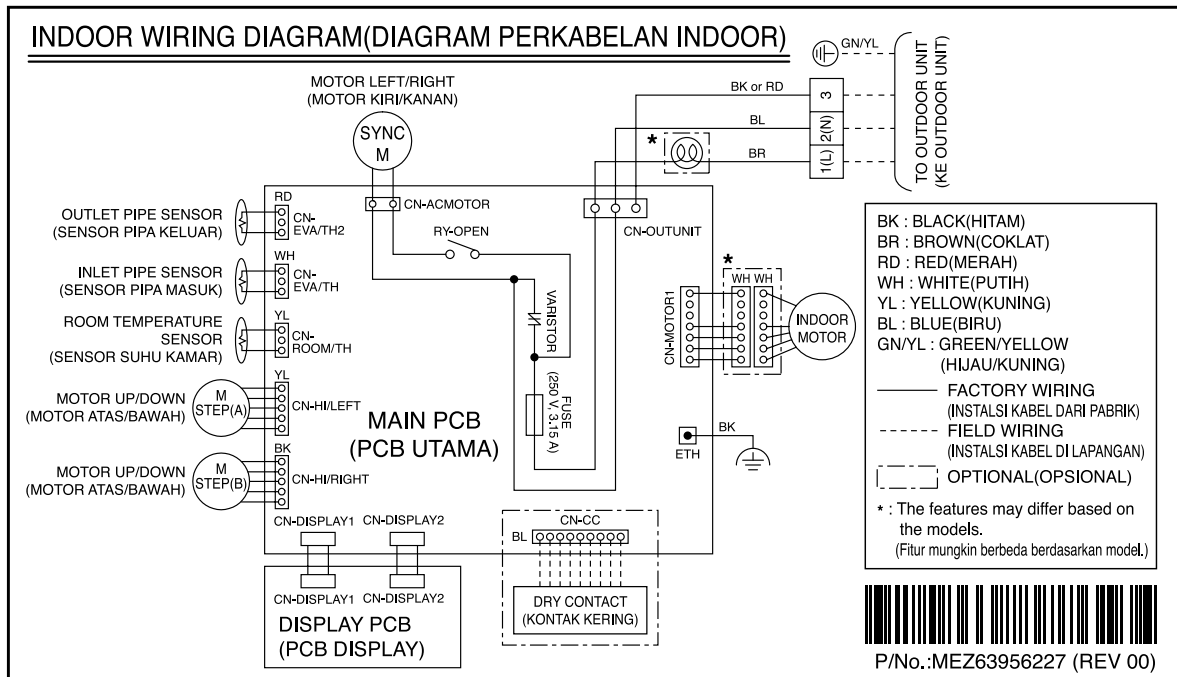 INDOOR WIRING DIAGRAM(DIAGRAM PERKABELAN INDOOR)
MOTOR LEFT/RIGHT
(MOTOR KIRI/KANAN)
SYNC
M
GN/YL
BK or RD
3
BL
2(N)
*
BR
1(L)
TO OUTDOOR UNIT
(KE OUTDOOR UNIT)
OUTLET PIPE SENSOR
(SENSOR PIPA KELUAR)
RD
CN-
EVA/TH2
CN-ACMOTOR
RY-OPEN
CN-OUTUNIT
INLET PIPE SENSOR
(SENSOR PIPA MASUK)
WH
CN-
EVA/TH
ROOM TEMPERATURE
SENSOR
(SENSOR SUHU KAMAR)
YL
CN-
ROOM/TH
VARISTOR
FUSE
(250 V, 3.15 A)
CN-MOTOR1
*
WH WH
INDOOR
MOTOR
MOTOR UP/DOWN
(MOTOR ATAS/BAWAH)
M
STEP(A)
YL
CN-HI/LEFT
MAIN PCB
(PCB UTAMA)
BK
ETH
MOTOR UP/DOWN
(MOTOR ATAS/BAWAH)
M
STEP(B)
BK
CN-HI/RIGHT
CN-DISPLAY1 CN-DISPLAY2
CN-DISPLAY1 CN-DISPLAY2
DISPLAY PCB
(PCB DISPLAY)
CN-CC
BL
DRY CONTACT
(KONTAK KERING)
BK : BLACK(HITAM)
BR : BROWN(COKLAT)
RD : RED(MERAH)
WH : WHITE(PUTIH)
YL : YELLOW(KUNING)
BL : BLUE(BIRU)
GN/YL : GREEN/YELLOW
(HIJAU/KUNING)
FACTORY WIRING
(INSTALSI KABEL DARI PABRIK)
FIELD WIRING
(INSTALSI KABEL DI LAPANGAN)
OPTIONAL(OPSIONAL)
* : The features may differ based on
the models.
(Fitur mungkin berbeda berdasarkan model.)
P/No.:MEZ63956227 (REV 00)